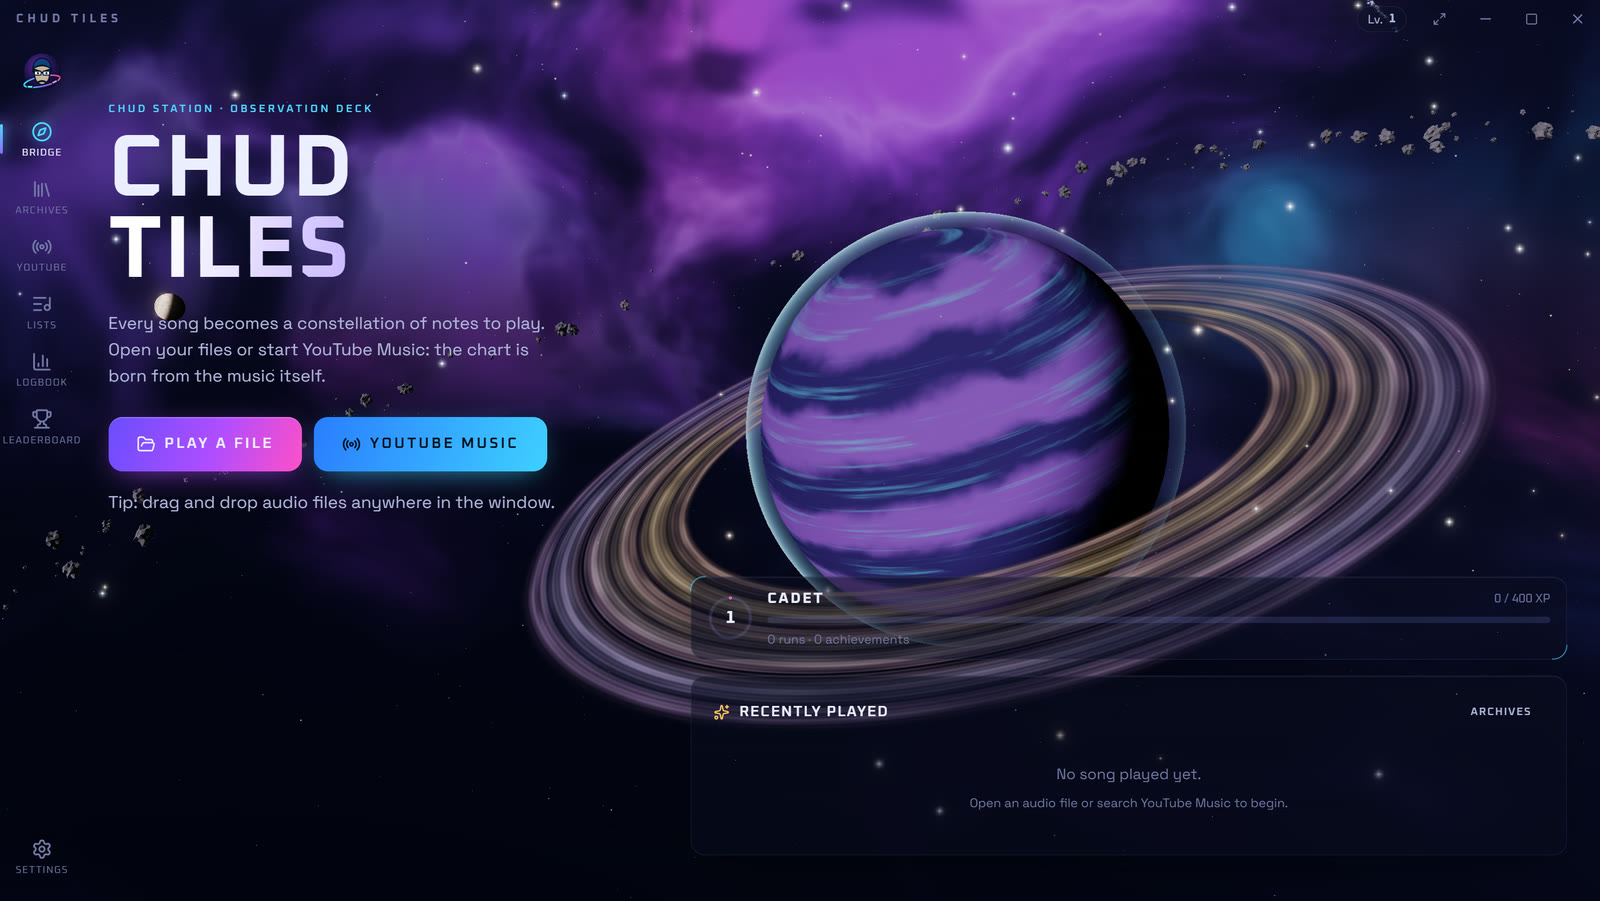 CHUD TILES
Lv. 1
BRIDGE
ARCHIVES
YOUTUBE
LISTS
LOGBOOK
LEADERBOARD
SETTINGS
CHUD STATION · OBSERVATION DECK
CHUD
TILES
Every song becomes a constellation of notes to play.
Open your files or start YouTube Music: the chart is
born from the music itself.
PLAY A FILE
YOUTUBE MUSIC
Tip: drag and drop audio files anywhere in the window.
1
CADET
0 / 400 XP
0 runs · 0 achievements
RECENTLY PLAYED
ARCHIVES
No song played yet.
Open an audio file or search YouTube Music to begin.